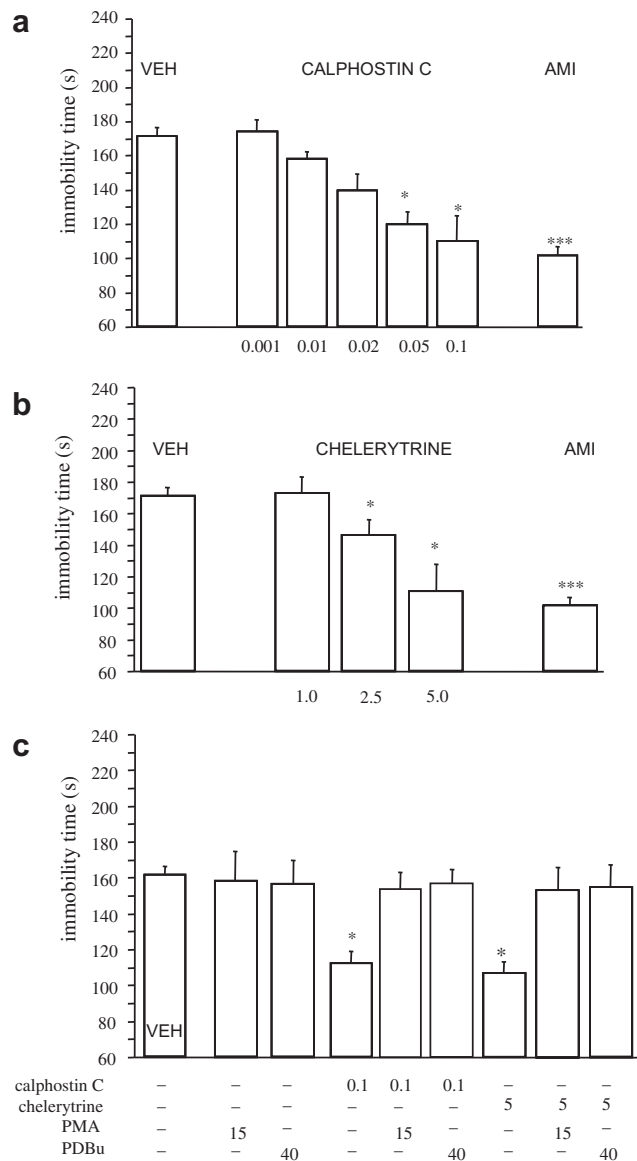 a
240
220
200
180
160
140
120
100
80
60
immobility time (s)
VEH CALPHOSTIN C AMI
* * ***
0.001 0.01 0.02 0.05 0.1
b
240
220
200
180
160
140
120
100
80
60
immobility time (s)
VEH CHELERYTRINE AMI
* * ***
1.0 2.5 5.0
c
240
220
200
180
160
140
120
100
80
60
immobility time (s)
* *
VEH
calphostin C – – – 0.1 0.1 0.1 – – –
chelerytrine – – – – – – 5 5 5
PMA – 15 – – 15 – – 15 –
PDBu – – 40 – – 40 – – 40